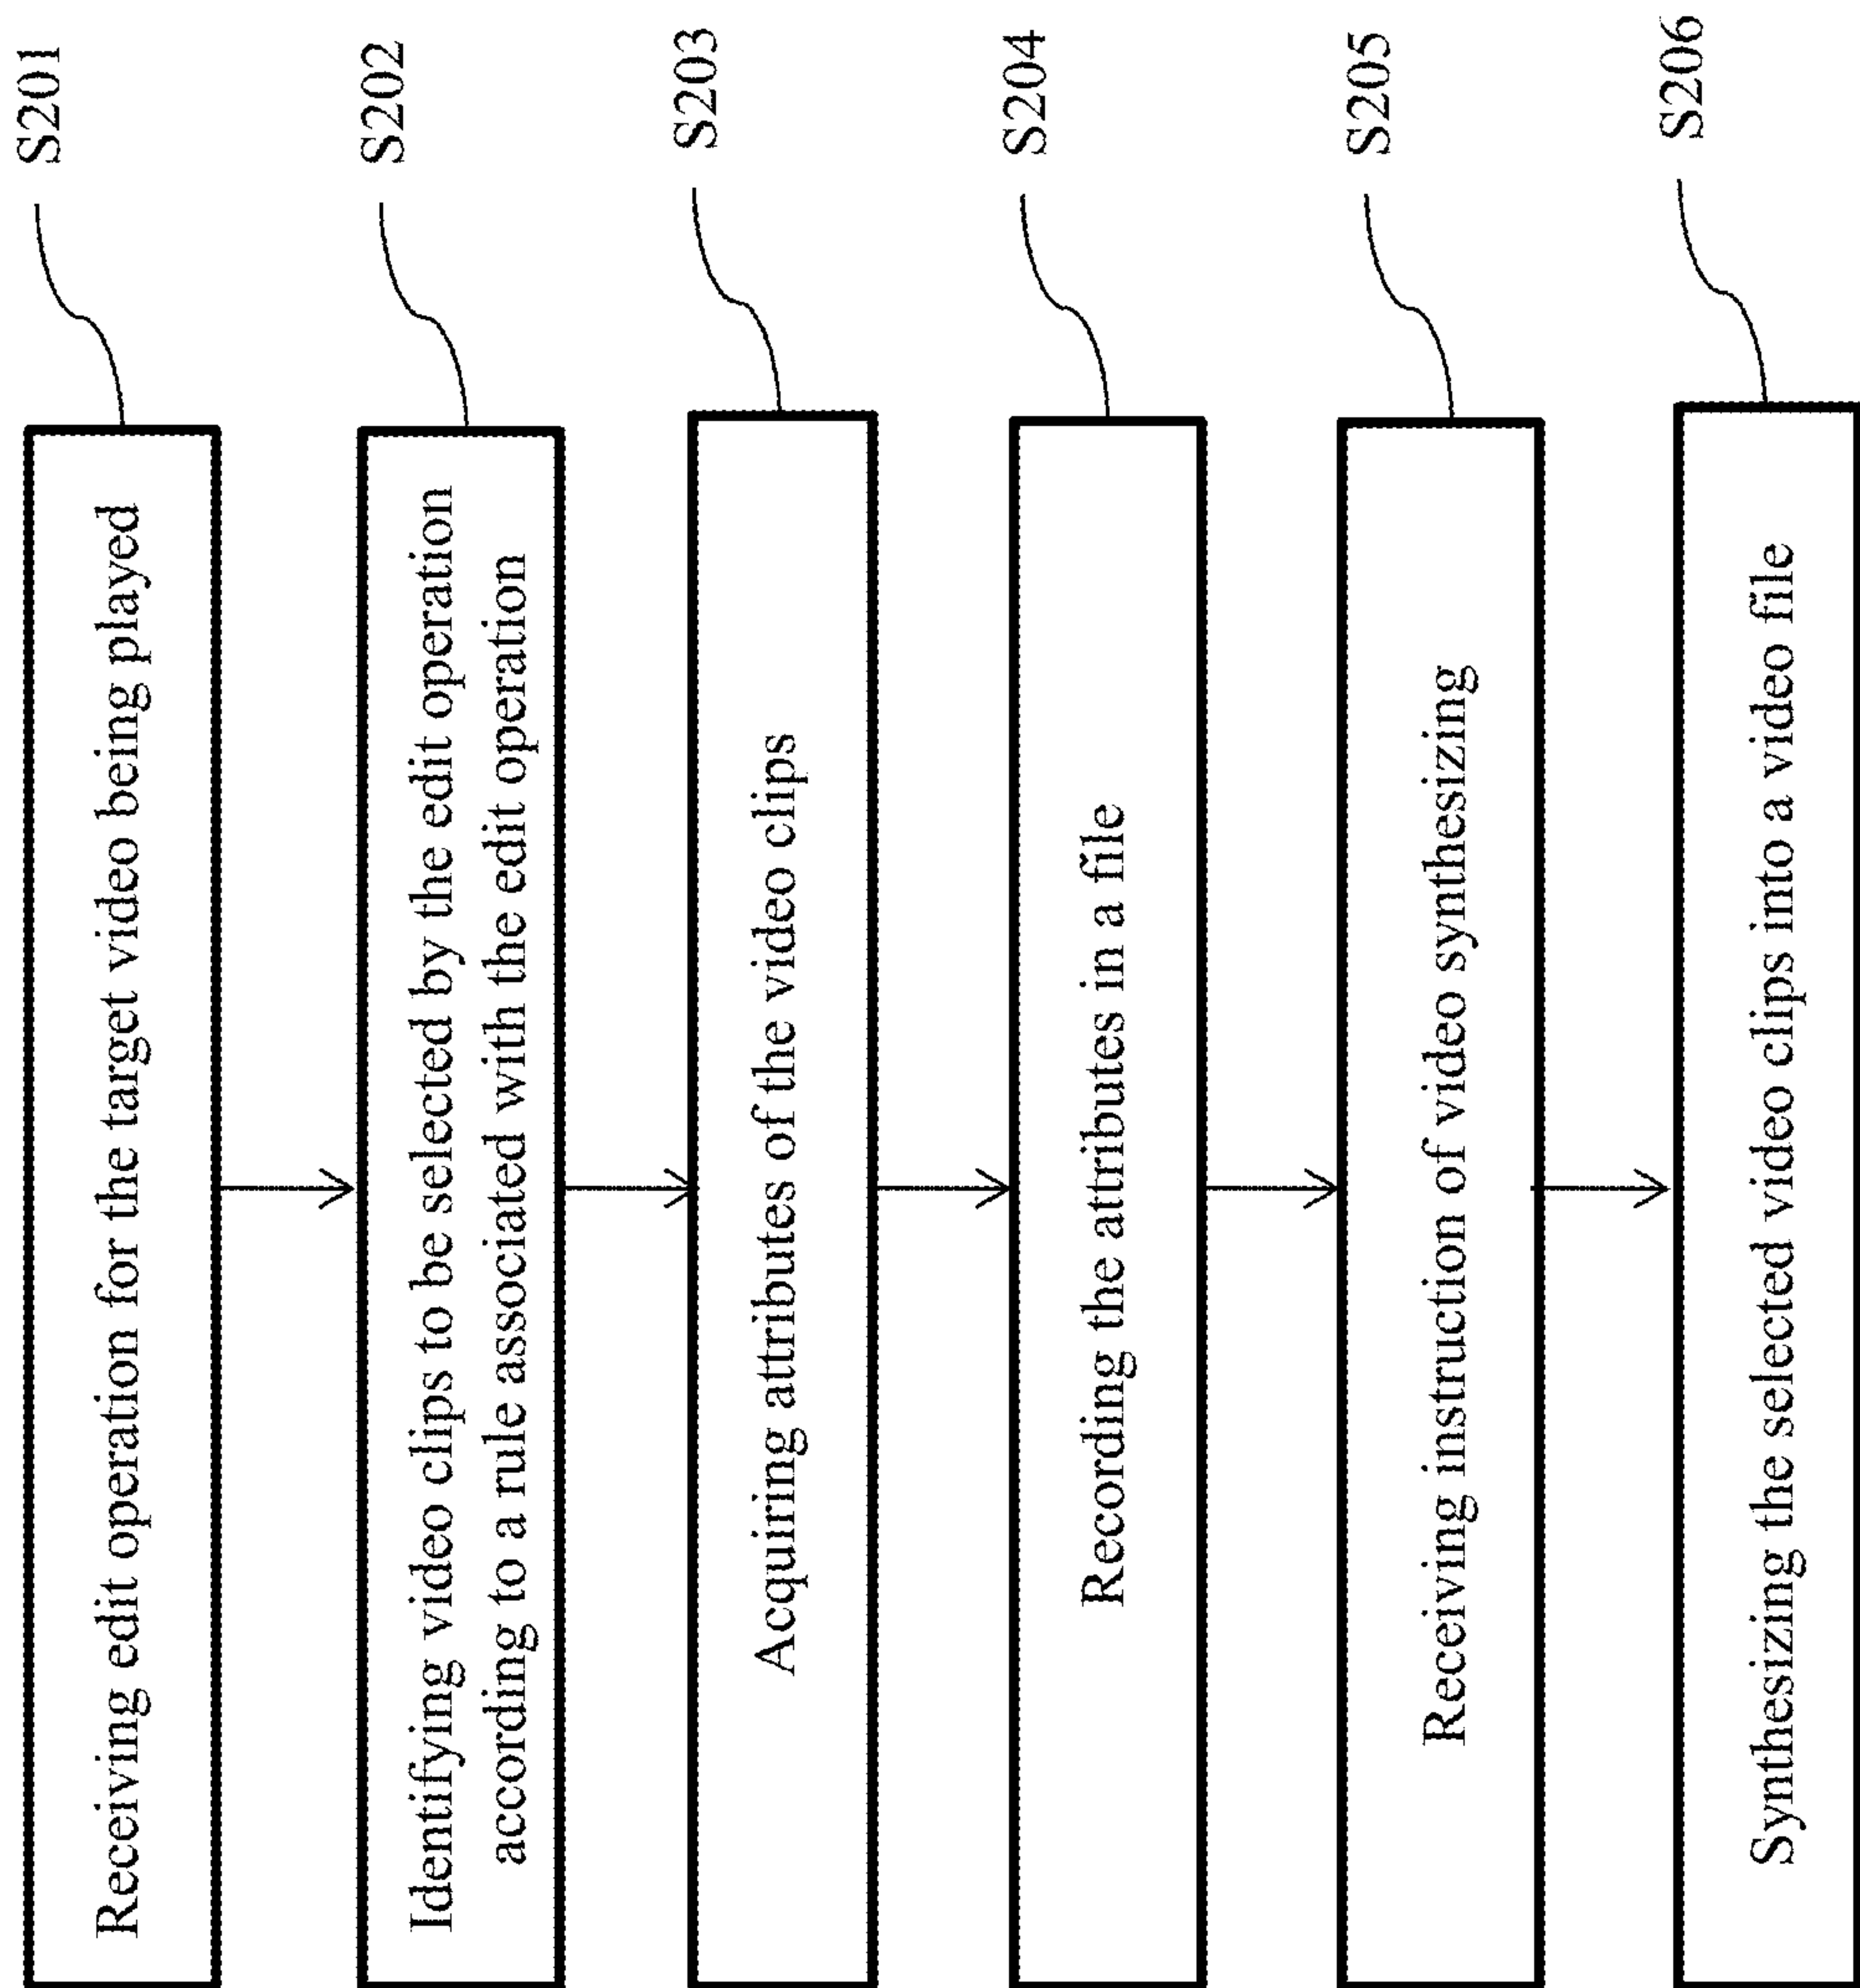 Receiving edit operation for the target video being played
S201
Identifying video clips to be selected by the edit operation
according to a rule associated with the edit operation
S202
Acquiring attributes of the video clips
S203
Recording the attributes in a file
S204
Receiving instruction of video synthesizing
S205
Synthesizing the selected video clips into a video file
S206